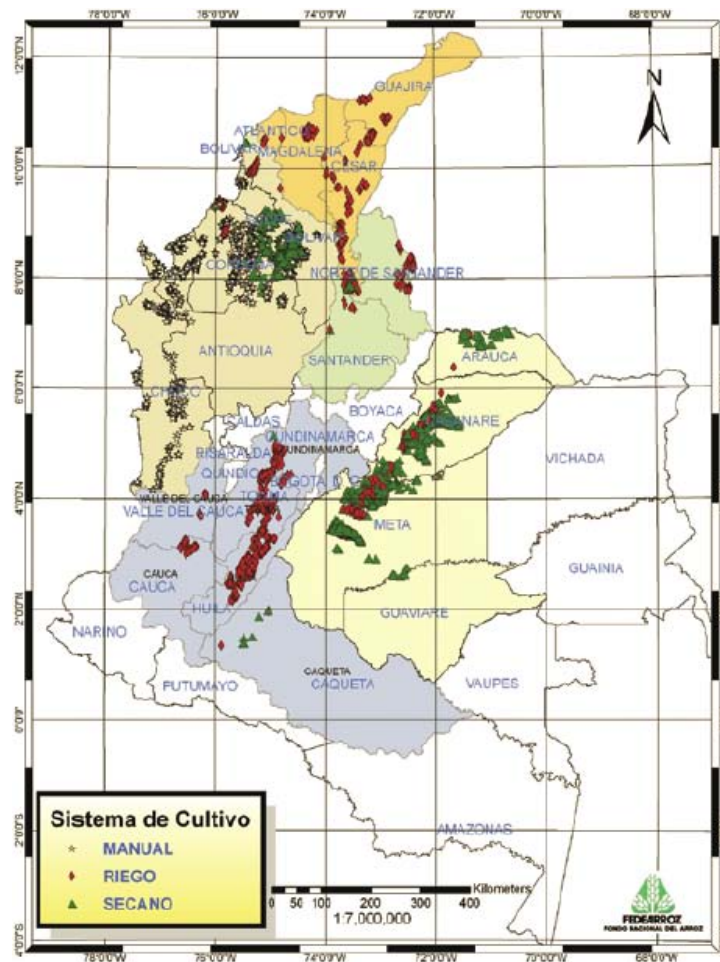 78°0'0"W 76°0'0"W 74°0'0"W 72°0'0"W 70°0'0"W 68°0'0"W
12°0'0"N
10°0'0"N
8°0'0"N
6°0'0"N
4°0'0"N
2°0'0"N
0°0'0"
2°0'0"S
4°0'0"S
N
GUAJIRA
ATLANTICO
BOLIVAR
MAGDALENA
CESAR
BOLIVAR
CORDOBA
NORTE DE SANTANDER
ANTIOQUIA
SANTANDER
ARAUCA
CHOCO
BOYACA
CALDAS
CUNDINAMARCA
CUNDINAMARCA
RISARALDA
QUINDIO
BOGOTA D.C.
TOLIMA
VALLE DEL CAUCA
VALLE DEL CAUCA
VICHADA
META
GUAINIA
CAUCA
CAUCA
HUILA
GUAVIARE
NARINO
PUTUMAYO
CAQUETA
CAQUETA
VAUPES
AMAZONAS
Sistema de Cultivo
MANUAL
RIEGO
SECANO
Kilometers
0 50 100 200 300 400
1:7,000,000
FEDEARROZ
FONDO NACIONAL DEL ARROZ
78°0'0"W 76°0'0"W 74°0'0"W 72°0'0"W 70°0'0"W 68°0'0"W